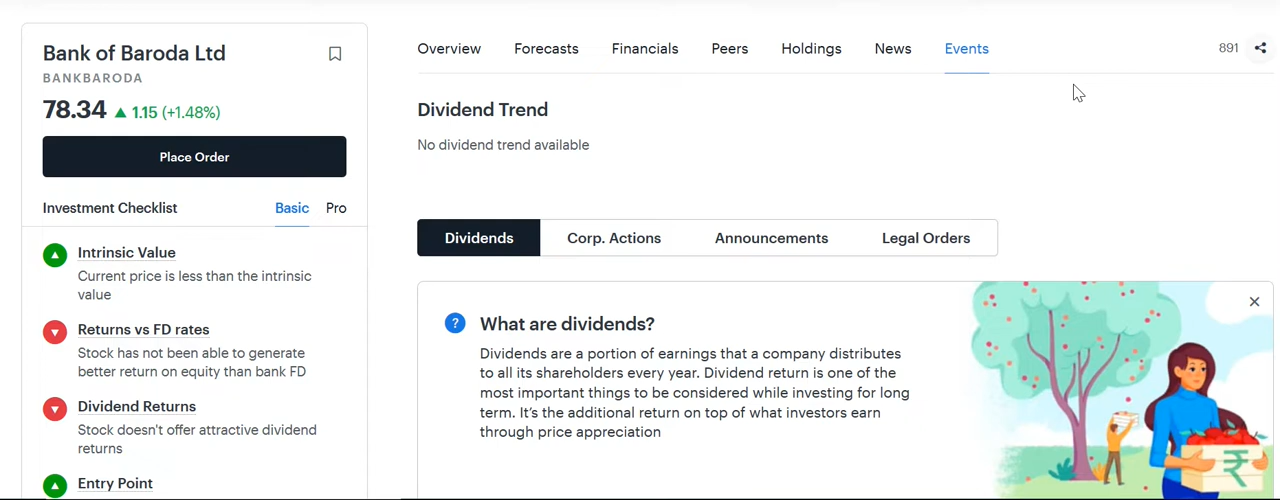 Bank of Baroda Ltd
BANKBARODA
78.34 ▲ 1.15 (+1.48%)
Place Order
Investment Checklist Basic Pro
Intrinsic Value
Current price is less than the intrinsic
value
Returns vs FD rates
Stock has not been able to generate
better return on equity than bank FD
Dividend Returns
Stock doesn't offer attractive dividend
returns
Entry Point
Overview Forecasts Financials Peers Holdings News Events 891
Dividend Trend
No dividend trend available
Dividends Corp. Actions Announcements Legal Orders
? What are dividends?
Dividends are a portion of earnings that a company distributes
to all its shareholders every year. Dividend return is one of the
most important things to be considered while investing for long
term. It's the additional return on top of what investors earn
through price appreciation
₹